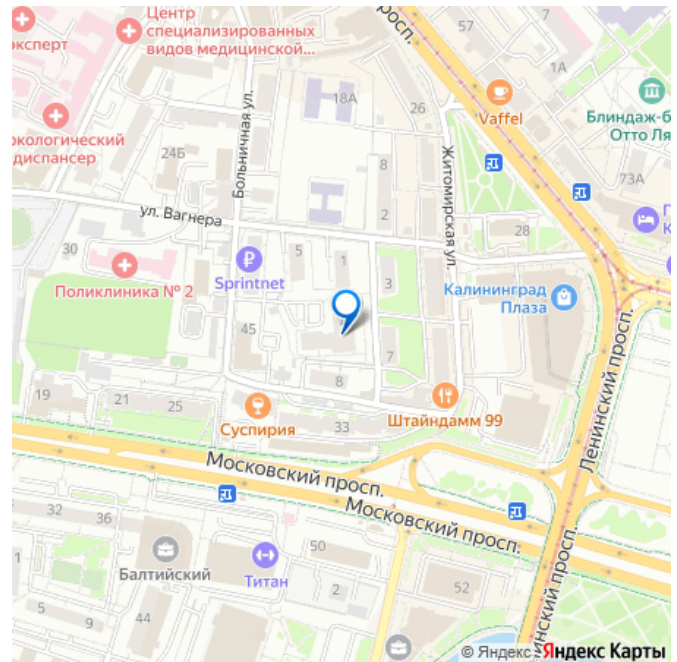 Центр
специализированных
видов медицинской...
эксперт
просп.
57
1А
18А
26
Vaffel
Блиндаж-б
Отто Ля
73А
24Б
Больничная ул.
Житомирская ул.
8
2
ул. Вагнера
30
5
1
3
28
Поликлиника № 2
Sprintnet
Калининград
Плаза
45
7
8
19
21
25
Суспирия
33
Штайндамм 99
Ленинский просп.
Московский просп.
Московский просп.
32
36
50
Балтийский
Титан
2
52
5
9
44
© Яндекс
Яндекс Карты